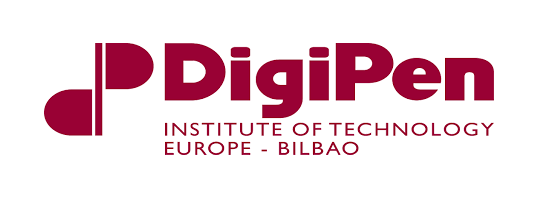 DigiPen
INSTITUTE OF TECHNOLOGY
EUROPE - BILBAO